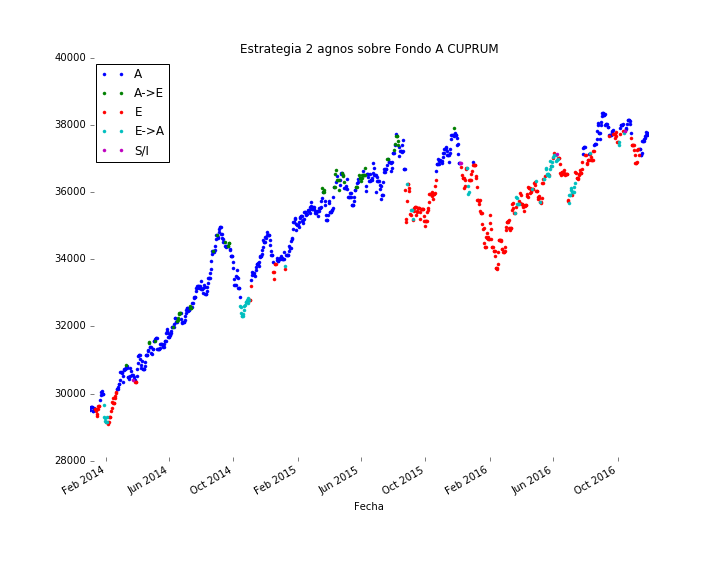 Estrategia 2 agnos sobre Fondo A CUPRUM
40000
38000
36000
34000
32000
30000
28000
A
A->E
E
E->A
S/I
Feb 2014
Jun 2014
Oct 2014
Feb 2015
Jun 2015
Oct 2015
Feb 2016
Jun 2016
Oct 2016
Fecha